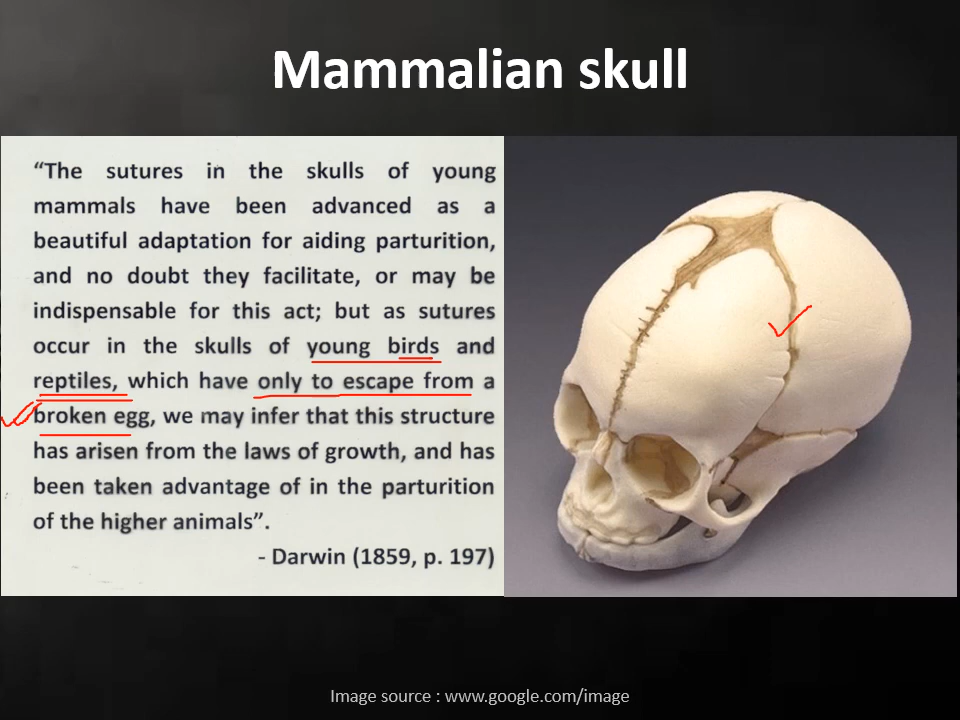 Mammalian skull
“The sutures in the skulls of young
mammals have been advanced as a
beautiful adaptation for aiding parturition,
and no doubt they facilitate, or may be
indispensable for this act; but as sutures
occur in the skulls of young birds and
reptiles, which have only to escape from a
broken egg, we may infer that this structure
has arisen from the laws of growth, and has
been taken advantage of in the parturition
of the higher animals”.
- Darwin (1859, p. 197)
Image source : www.google.com/image